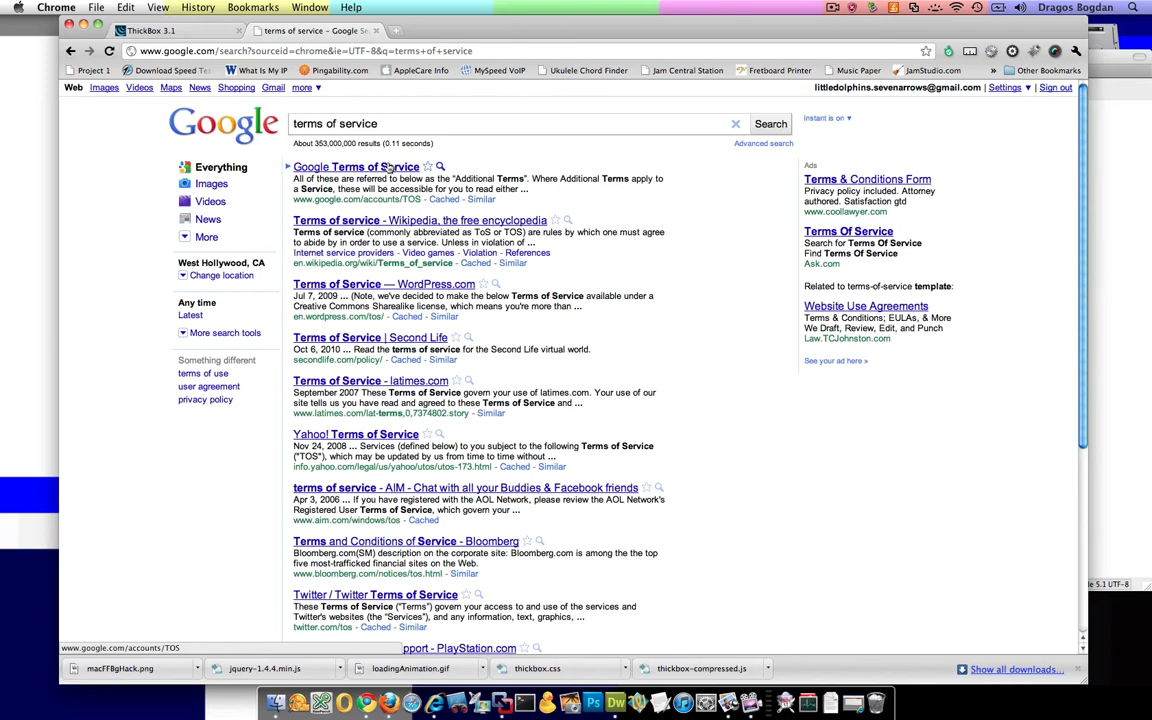 Chrome File Edit View History Bookmarks Window Help Dragos Bogdan
ThickBox 3.1
terms of service – Google Se
www.google.com/search?sourceid=chrome&ie=UTF-8&q=terms+of+service
Project 1 Download Speed Te What Is My IP Pingability.com AppleCare Info MySpeed VoIP Ukulele Chord Finder Jam Central Station Fretboard Printer Music Paper JamStudio.com » Other Bookmarks
Web Images Videos Maps News Shopping Gmail more ▼ littledolphins.sevenarrows@gmail.com | Settings ▼ | Sign out
Google
terms of service
Search
Instant is on ▼
About 353,000,000 results (0.11 seconds)
Advanced search
Everything
Images
Videos
News
More
West Hollywood, CA
Change location
Any time
Latest
More search tools
Something different
terms of use
user agreement
privacy policy
Google Terms of Service
All of these are referred to below as the "Additional Terms". Where Additional Terms apply to
a Service, these will be accessible for you to read either ...
www.google.com/accounts/TOS - Cached - Similar
Terms of service - Wikipedia, the free encyclopedia
Terms of service (commonly abbreviated as ToS or TOS) are rules by which one must agree
to abide by in order to use a service. Unless in violation of ...
Internet service providers - Video games - Violation - References
en.wikipedia.org/wiki/Terms_of_service - Cached - Similar
Terms of Service — WordPress.com
Jul 7, 2009 ... (Note, we've decided to make the below Terms of Service available under a
Creative Commons Sharealike license, which means you're more than ...
en.wordpress.com/tos/ - Cached - Similar
Terms of Service | Second Life
Oct 6, 2010 ... Read the terms of service for the Second Life virtual world.
secondlife.com/policy/ - Cached - Similar
Terms of Service - latimes.com
September 2007 These Terms of Service govern your use of latimes.com. Your use of our
site tells us you have read and agreed to these Terms of Service and ...
www.latimes.com/lat-terms,0,7374802.story - Similar
Yahoo! Terms of Service
Nov 24, 2008 ... Services (defined below) to you subject to the following Terms of Service
("TOS"), which may be updated by us from time to time without ...
info.yahoo.com/legal/us/yahoo/utos/utos-173.html - Cached - Similar
terms of service - AIM - Chat with all your Buddies & Facebook friends
Apr 3, 2006 ... If you have registered with the AOL Network, please review the AOL Network's
Registered User Terms of Service, which govern your ...
www.aim.com/windows/tos - Cached
Terms and Conditions of Service - Bloomberg
Bloomberg.com(SM) description on the corporate site: Bloomberg.com is among the the top
five most-trafficked financial sites on the Web.
www.bloomberg.com/notices/tos.html - Similar
Twitter / Twitter Terms of Service
These Terms of Service ("Terms") govern your access to and use of the services and
Twitter's websites (the "Services"), and any information, text, graphics, ...
twitter.com/tos - Cached - Similar
pport - PlayStation.com
Ads
Terms & Conditions Form
Privacy policy included. Attorney
authored. Satisfaction gtd
www.coollawyer.com
Terms Of Service
Search for Terms Of Service
Find Terms Of Service
Ask.com
Related to terms-of-service template:
Website Use Agreements
Terms & Conditions; EULAs, & More
We Draft, Review, Edit, and Punch
Law.TCJohnston.com
See your ad here »
www.google.com/accounts/TOS
macFFBgHack.png jquery-1.4.4.min.js loadingAnimation.gif thickbox.css thickbox-compressed.js Show all downloads...
5.1 UTF-8
Ps Dw